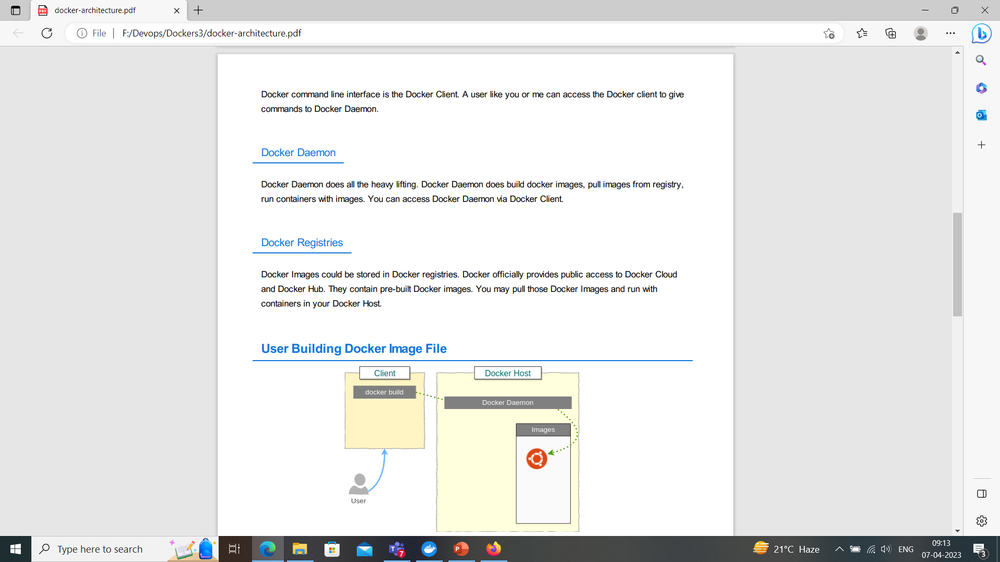 docker-architecture.pdf
File | F:/Devops/Dockers3/docker-architecture.pdf
Docker command line interface is the Docker Client. A user like you or me can access the Docker client to give
commands to Docker Daemon.
Docker Daemon
Docker Daemon does all the heavy lifting. Docker Daemon does build docker images, pull images from registry,
run containers with images. You can access Docker Daemon via Docker Client.
Docker Registries
Docker Images could be stored in Docker registries. Docker officially provides public access to Docker Cloud
and Docker Hub. They contain pre-built Docker images. You may pull those Docker Images and run with
containers in your Docker Host.
User Building Docker Image File
Client
Docker Host
docker build
Docker Daemon
Images
User
Type here to search
7
21°C Haze
ENG
09:13
07-04-2023
3